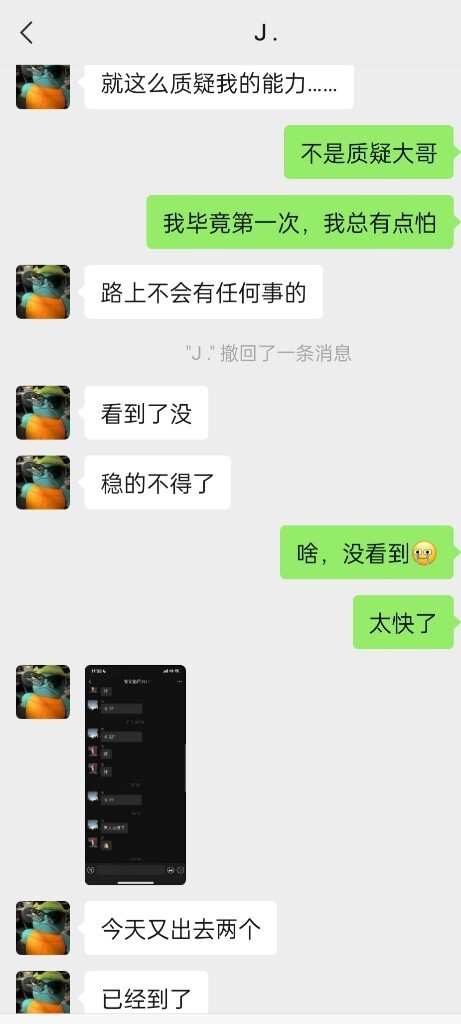 J .
就这么质疑我的能力……
不是质疑大哥
我毕竟第一次，我总有点怕
路上不会有任何事的
"J ." 撤回了一条消息
看到了没
稳的不得了
啥，没看到
太快了
今天又出去两个
已经到了